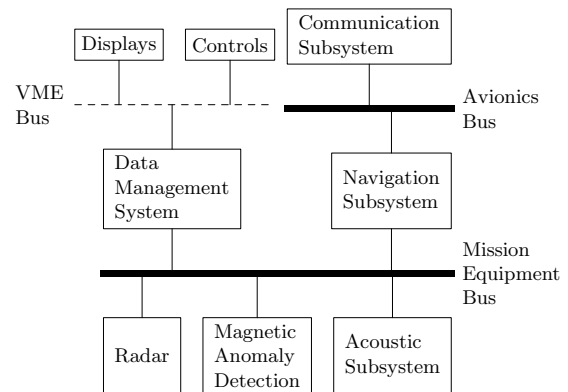 Displays
Controls
Communication
Subsystem
VME
Bus
Avionics
Bus
Data
Management
System
Navigation
Subsystem
Mission
Equipment
Bus
Radar
Magnetic
Anomaly
Detection
Acoustic
Subsystem